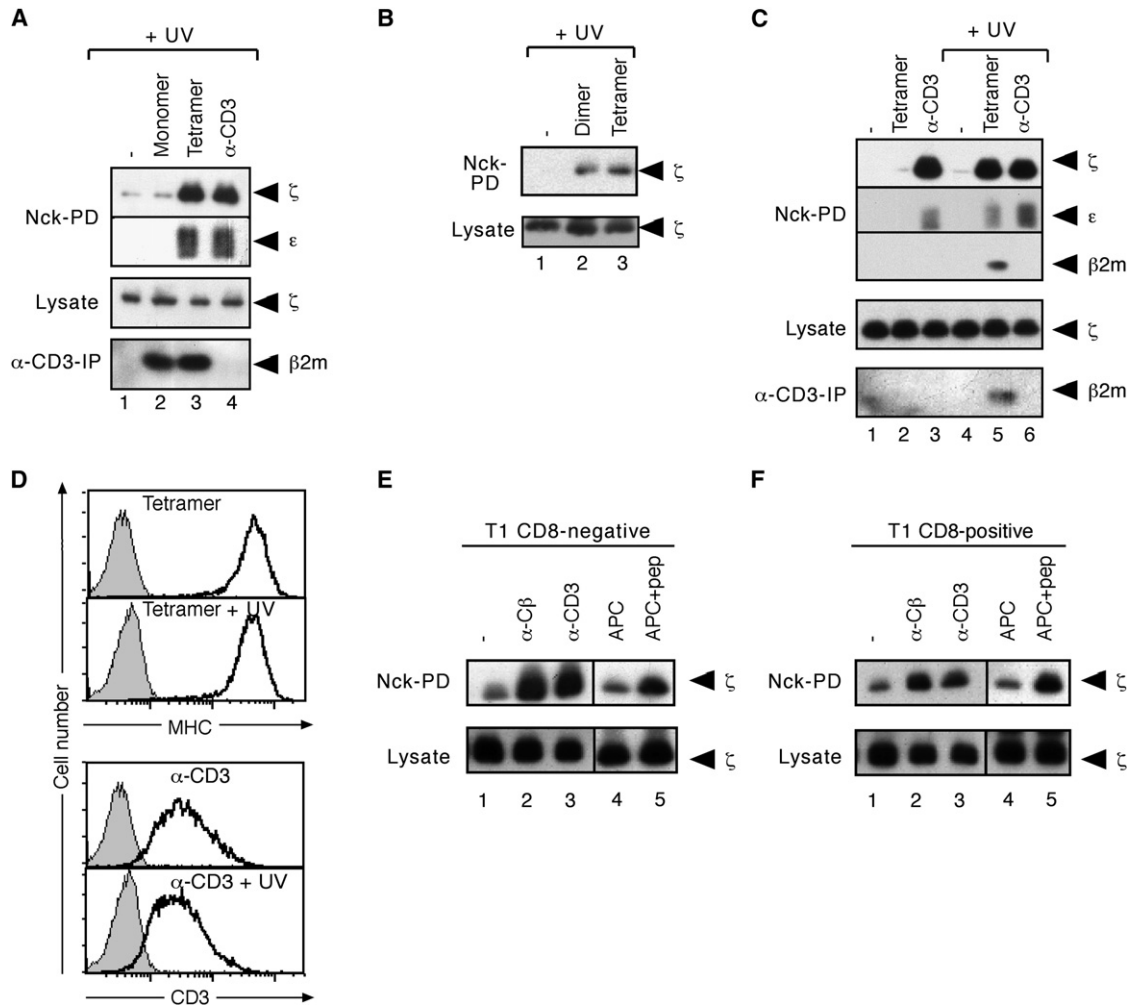 A
+ UV
-
Monomer
Tetramer
α-CD3
Nck-PD
ζ
ε
Lysate
ζ
α-CD3-IP
β2m
1 2 3 4
B
+ UV
-
Dimer
Tetramer
Nck-
PD
ζ
Lysate
ζ
1 2 3
C
+ UV
-
Tetramer
α-CD3
-
Tetramer
α-CD3
ζ
Nck-PD
ε
β2m
Lysate
ζ
α-CD3-IP
β2m
1 2 3 4 5 6
D
Cell number
Tetramer
Tetramer + UV
MHC
α-CD3
α-CD3 + UV
CD3
E
T1 CD8-negative
-
α-Cβ
α-CD3
APC
APC+pep
Nck-PD
ζ
Lysate
ζ
1 2 3 4 5
F
T1 CD8-positive
-
α-Cβ
α-CD3
APC
APC+pep
Nck-PD
ζ
Lysate
ζ
1 2 3 4 5